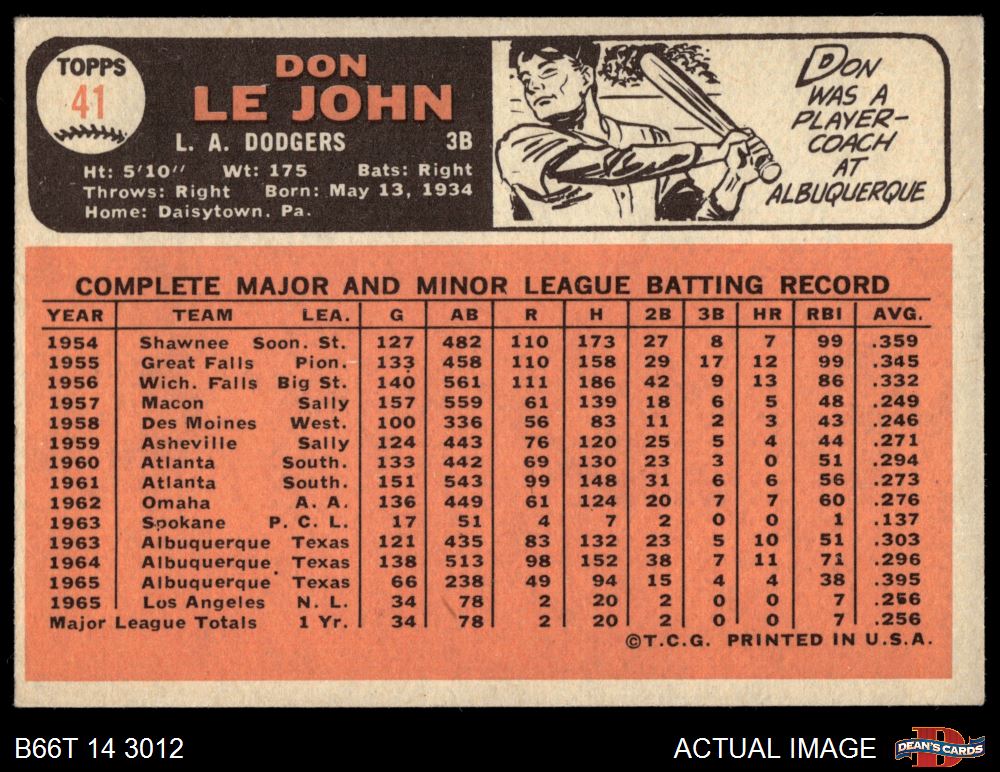 TOPPS
41
DON
LE JOHN
L. A. DODGERS 3B
Ht: 5'10" Wt: 175 Bats: Right
Throws: Right Born: May 13, 1934
Home: Daisytown, Pa.
DON
WAS A
PLAYER-
COACH
AT
ALBUQUERQUE
COMPLETE MAJOR AND MINOR LEAGUE BATTING RECORD
YEAR TEAM LEA. G AB R H 2B 3B HR RBI AVG.
1954 Shawnee Soon. St. 127 482 110 173 27 8 7 99 .359
1955 Great Falls Pion. 133 458 110 158 29 17 12 99 .345
1956 Wich. Falls Big St. 140 561 111 186 42 9 13 86 .332
1957 Macon Sally 157 559 61 139 18 6 5 48 .249
1958 Des Moines West. 100 336 56 83 11 2 3 43 .246
1959 Asheville Sally 124 443 76 120 25 5 4 44 .271
1960 Atlanta South. 133 442 69 130 23 3 0 51 .294
1961 Atlanta South. 151 543 99 148 31 6 6 56 .273
1962 Omaha A. A. 136 449 61 124 20 7 7 60 .276
1963 Spokane P. C. L. 17 51 4 7 2 0 0 1 .137
1963 Albuquerque Texas 121 435 83 132 23 5 10 51 .303
1964 Albuquerque Texas 138 513 98 152 38 7 11 71 .296
1965 Albuquerque Texas 66 238 49 94 15 4 4 38 .395
1965 Los Angeles N. L. 34 78 2 20 2 0 0 7 .256
Major League Totals 1 Yr. 34 78 2 20 2 0 0 7 .256
©T.C.G. PRINTED IN U.S.A.
B66T 14 3012
ACTUAL IMAGE
DEAN'S CARDS